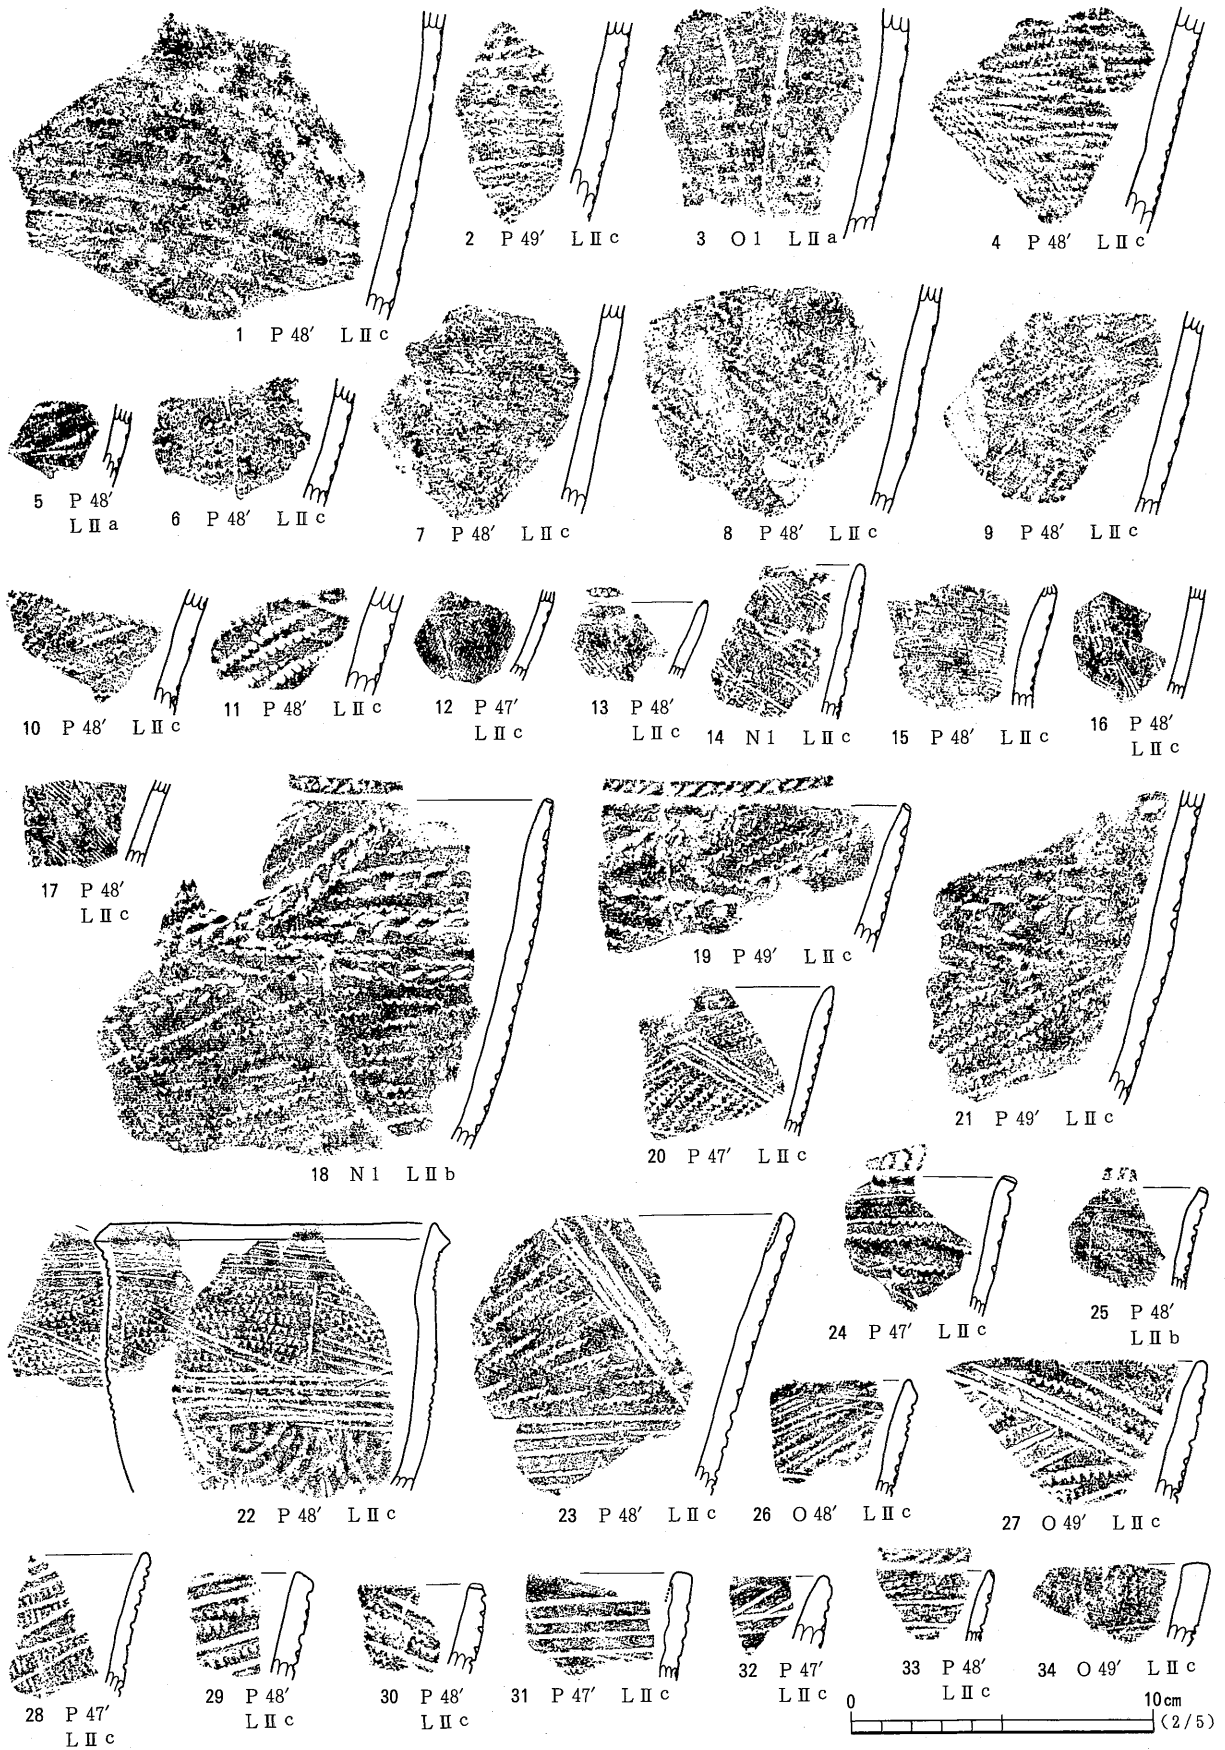 1 P 48′ L Ⅱ c
2 P 49′ L Ⅱ c
3 O 1 L Ⅱ a
4 P 48′ L Ⅱ c
5 P 48′
L Ⅱ a
6 P 48′ L Ⅱ c
7 P 48′ L Ⅱ c
8 P 48′ L Ⅱ c
9 P 48′ L Ⅱ c
10 P 48′ L Ⅱ c
11 P 48′ L Ⅱ c
12 P 47′
L Ⅱ c
13 P 48′
L Ⅱ c
14 N 1 L Ⅱ c
15 P 48′ L Ⅱ c
16 P 48′
L Ⅱ c
17 P 48′
L Ⅱ c
18 N 1 L Ⅱ b
19 P 49′ L Ⅱ c
20 P 47′ L Ⅱ c
21 P 49′ L Ⅱ c
22 P 48′ L Ⅱ c
23 P 48′ L Ⅱ c
24 P 47′ L Ⅱ c
25 P 48′
L Ⅱ b
26 O 48′ L Ⅱ c
27 O 49′ L Ⅱ c
28 P 47′
L Ⅱ c
29 P 48′
L Ⅱ c
30 P 48′
L Ⅱ c
31 P 47′ L Ⅱ c
32 P 47′
L Ⅱ c
33 P 48′
L Ⅱ c
34 O 49′ L Ⅱ c
0 10cm
(2/5)